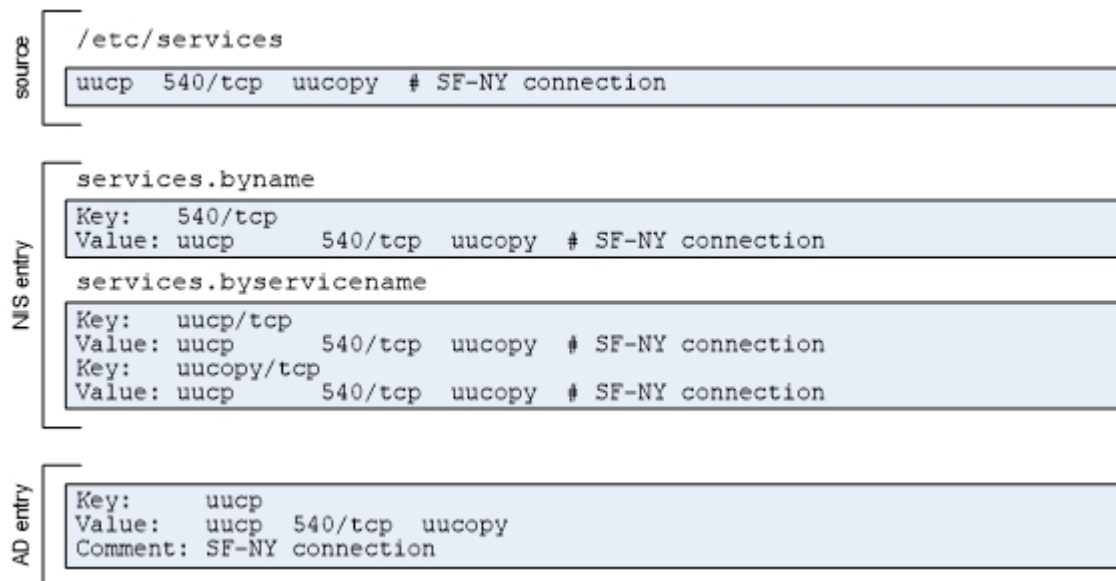 source
/etc/services
uucp  540/tcp  uucopy  # SF-NY connection
NIS entry
services.byname
Key:   540/tcp
Value: uucp      540/tcp  uucopy  # SF-NY connection
services.byservicename
Key:   uucp/tcp
Value: uucp      540/tcp  uucopy  # SF-NY connection
Key:   uucopy/tcp
Value: uucp      540/tcp  uucopy  # SF-NY connection
AD entry
Key:     uucp
Value:   uucp  540/tcp  uucopy
Comment: SF-NY connection